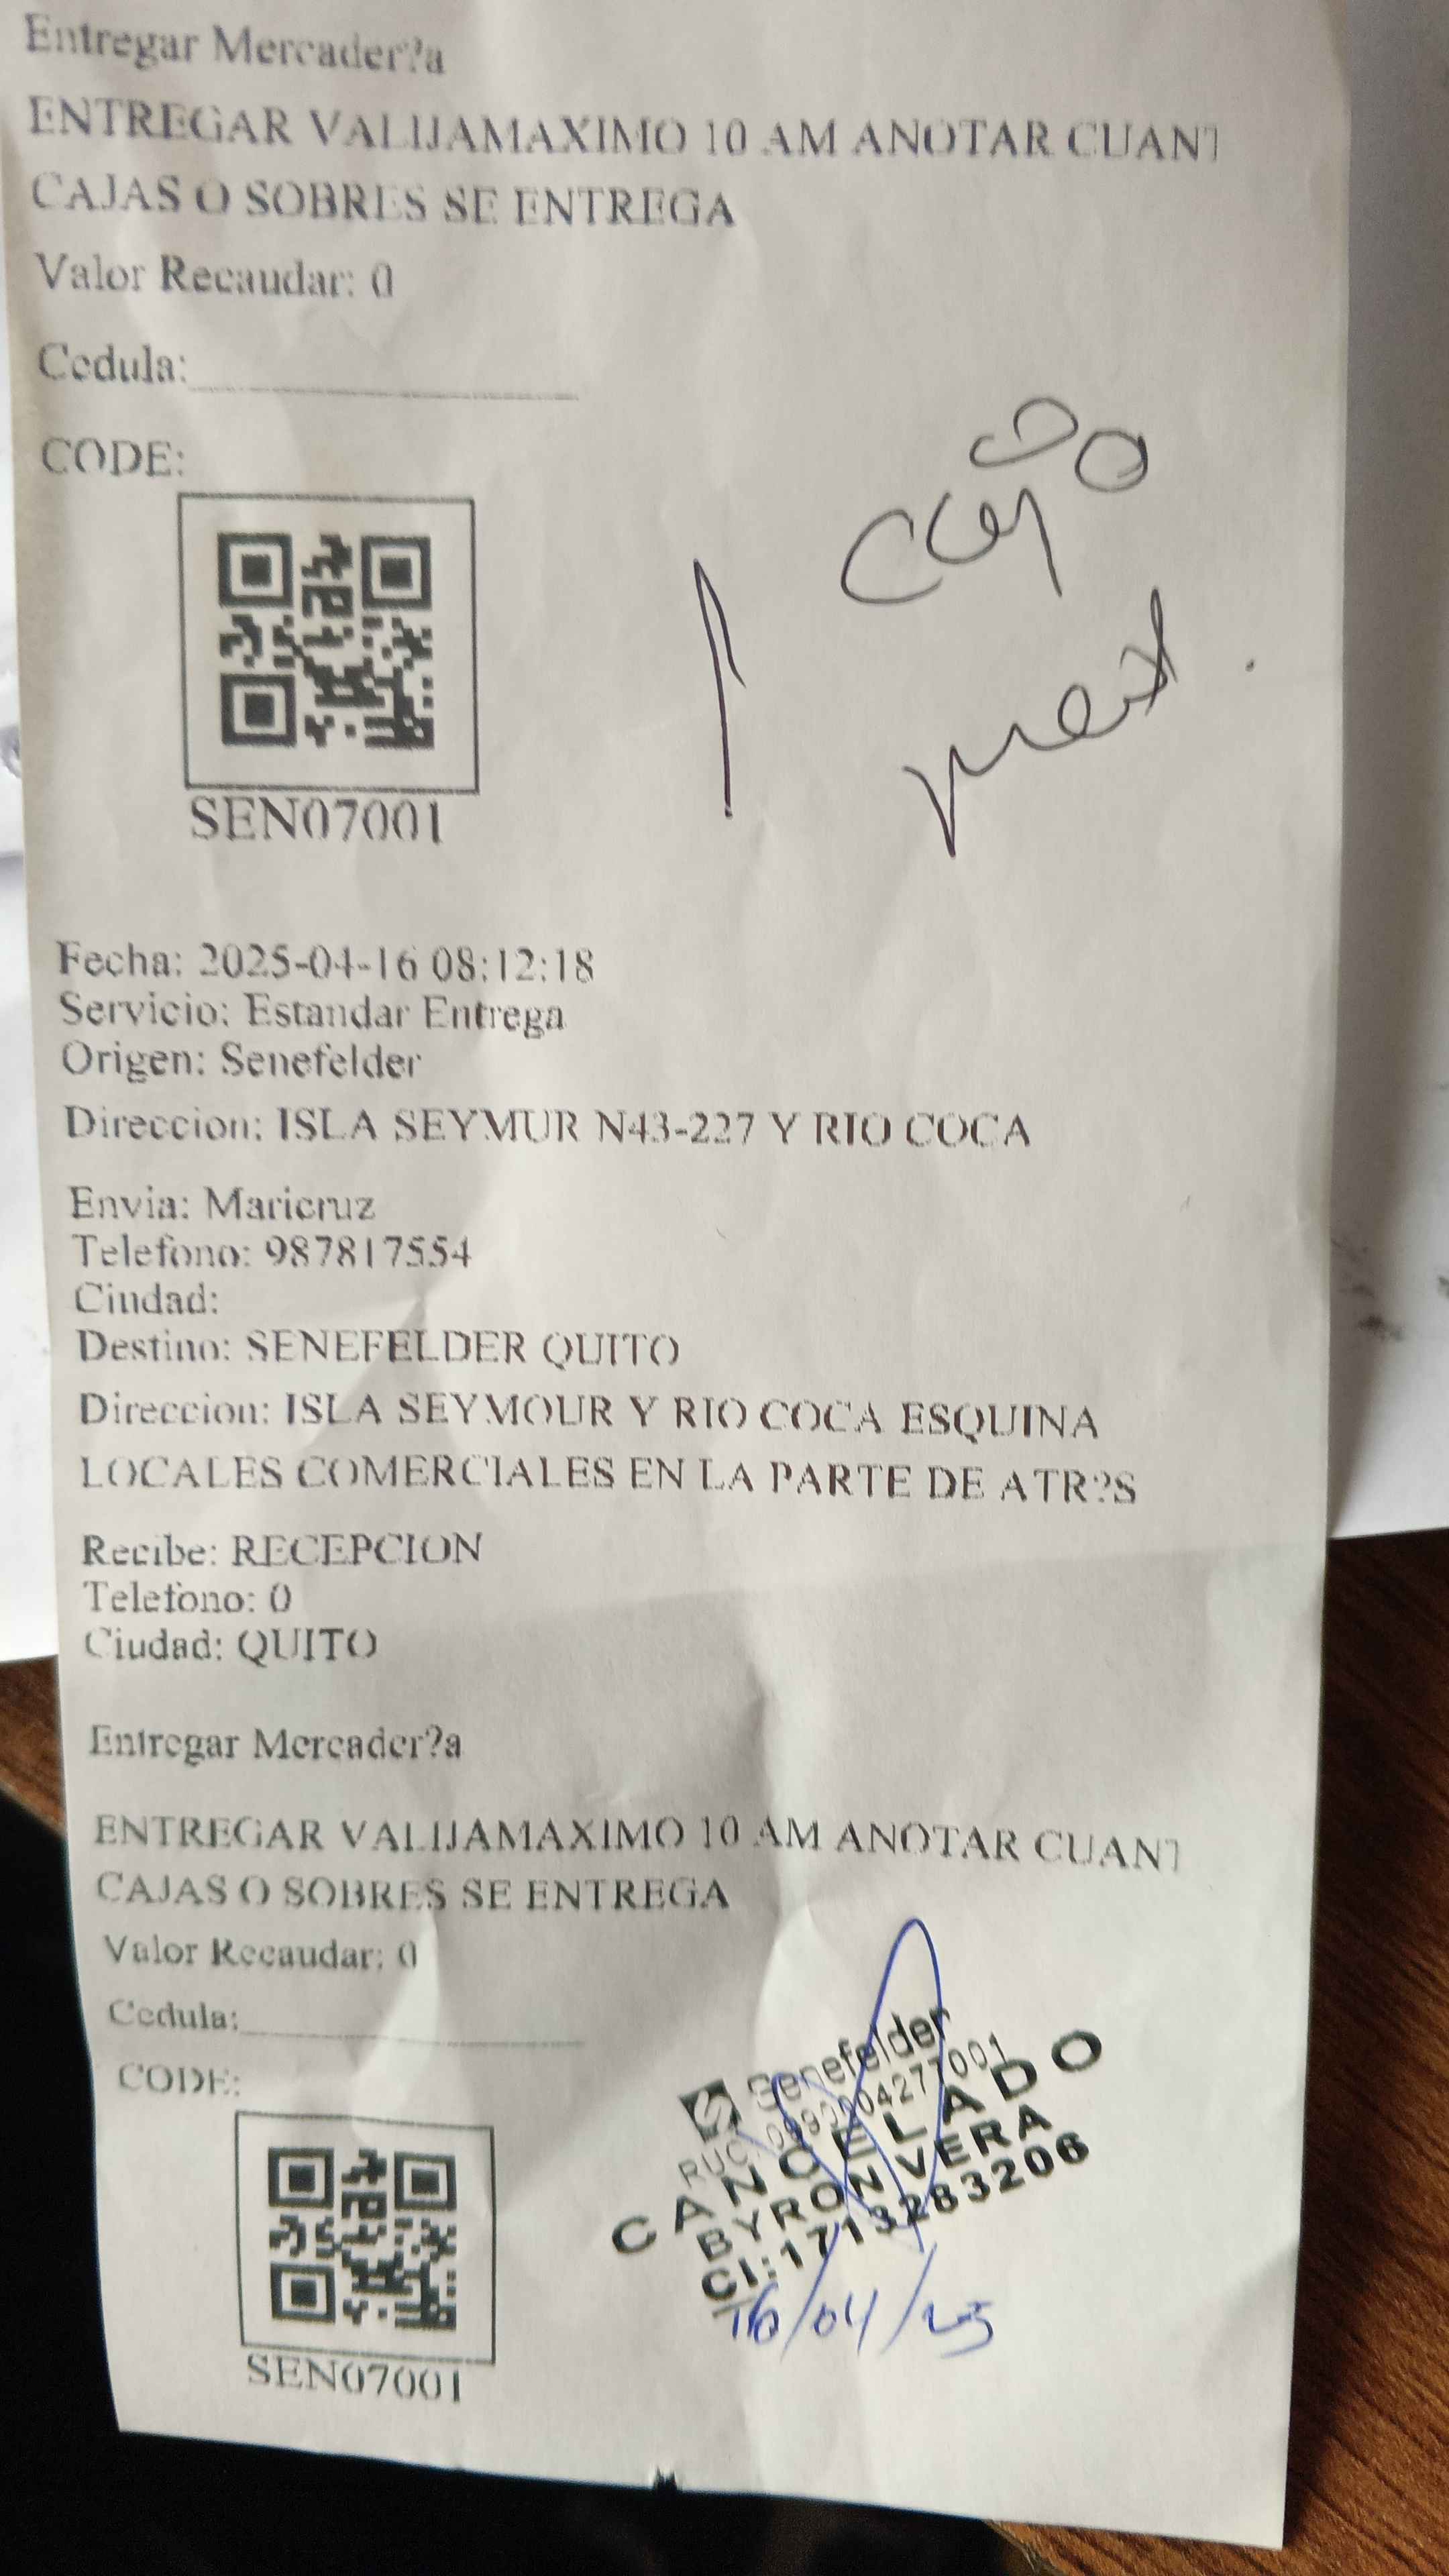 Entregar Mercader?a
ENTREGAR VALIJAMAXIMO 10 AM ANOTAR CUANT
CAJAS O SOBRES SE ENTREGA
Valor Recaudar: 0
Cedula:
CODE:
1 caja
SEN07001
Fecha: 2025-04-16 08:12:18
Servicio: Estandar Entrega
Origen: Senefelder
Direccion: ISLA SEYMUR N43-227 Y RIO COCA
Envia: Maricruz
Telefono: 987817554
Ciudad:
Destino: SENEFELDER QUITO
Direccion: ISLA SEYMOUR Y RIO COCA ESQUINA
LOCALES COMERCIALES EN LA PARTE DE ATR?S
Recibe: RECEPCION
Telefono: 0
Ciudad: QUITO
Entregar Mercader?a
ENTREGAR VALIJAMAXIMO 10 AM ANOTAR CUANT
CAJAS O SOBRES SE ENTREGA
Valor Recaudar: 0
Cedula:
CODE:
Senefelder
RUC:
CANCELADO
BYRON VERA
CI:1713283206
16/04/25
SEN07001